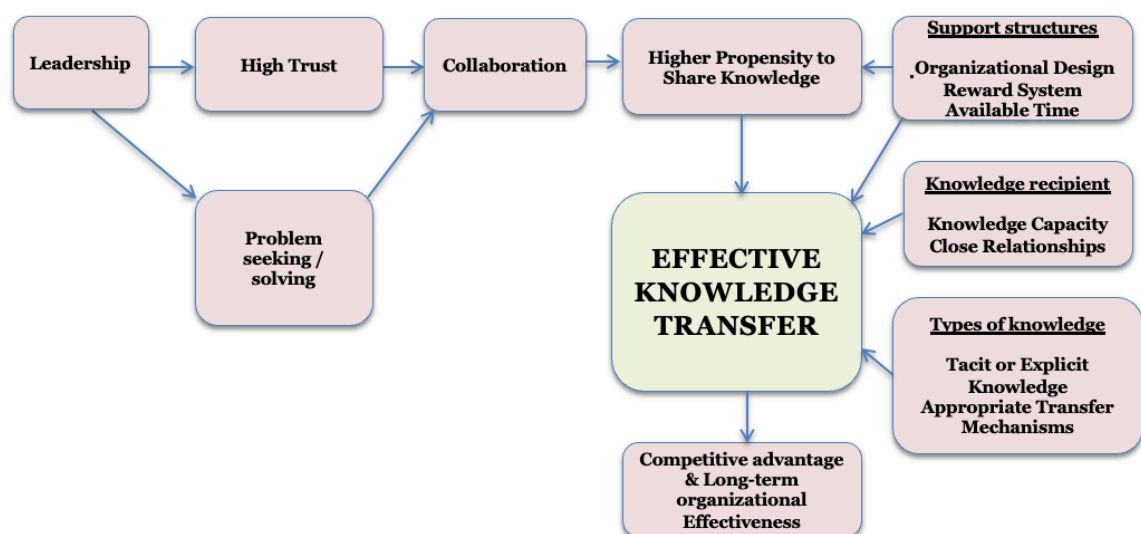 Leadership
High Trust
Collaboration
Higher Propensity to
Share Knowledge
Support structures
.Organizational Design
Reward System
Available Time
Problem
seeking /
solving
Knowledge recipient
Knowledge Capacity
Close Relationships
EFFECTIVE
KNOWLEDGE
TRANSFER
Types of knowledge
Tacit or Explicit
Knowledge
Appropriate Transfer
Mechanisms
Competitive advantage
& Long-term
organizational
Effectiveness